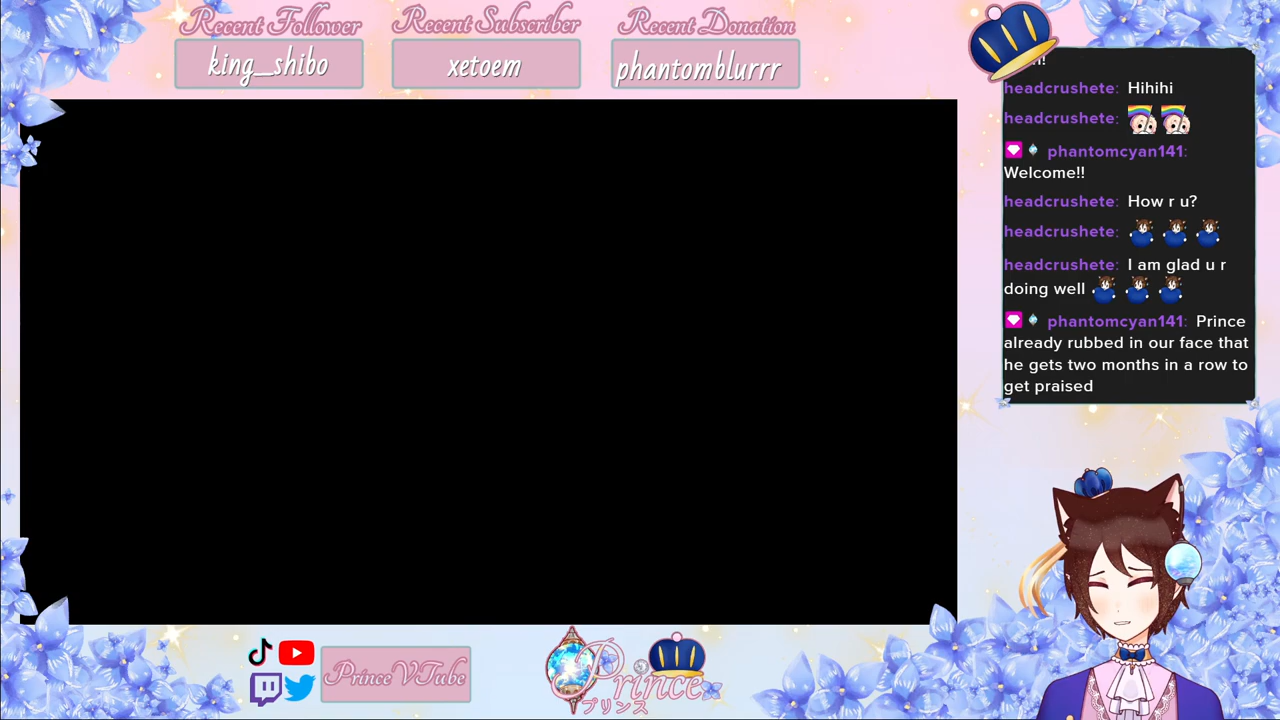 Recent Follower
king_shibo
Recent Subscriber
xetoem
Recent Donation
phantomblurrr
headcrushete: Hihihi
headcrushete:
phantomcyan141:
Welcome!!
headcrushete: How r u?
headcrushete:
headcrushete: I am glad u r
doing well
phantomcyan141: Prince
already rubbed in our face that
he gets two months in a row to
get praised
PrinceVTube
Prince
プリンス